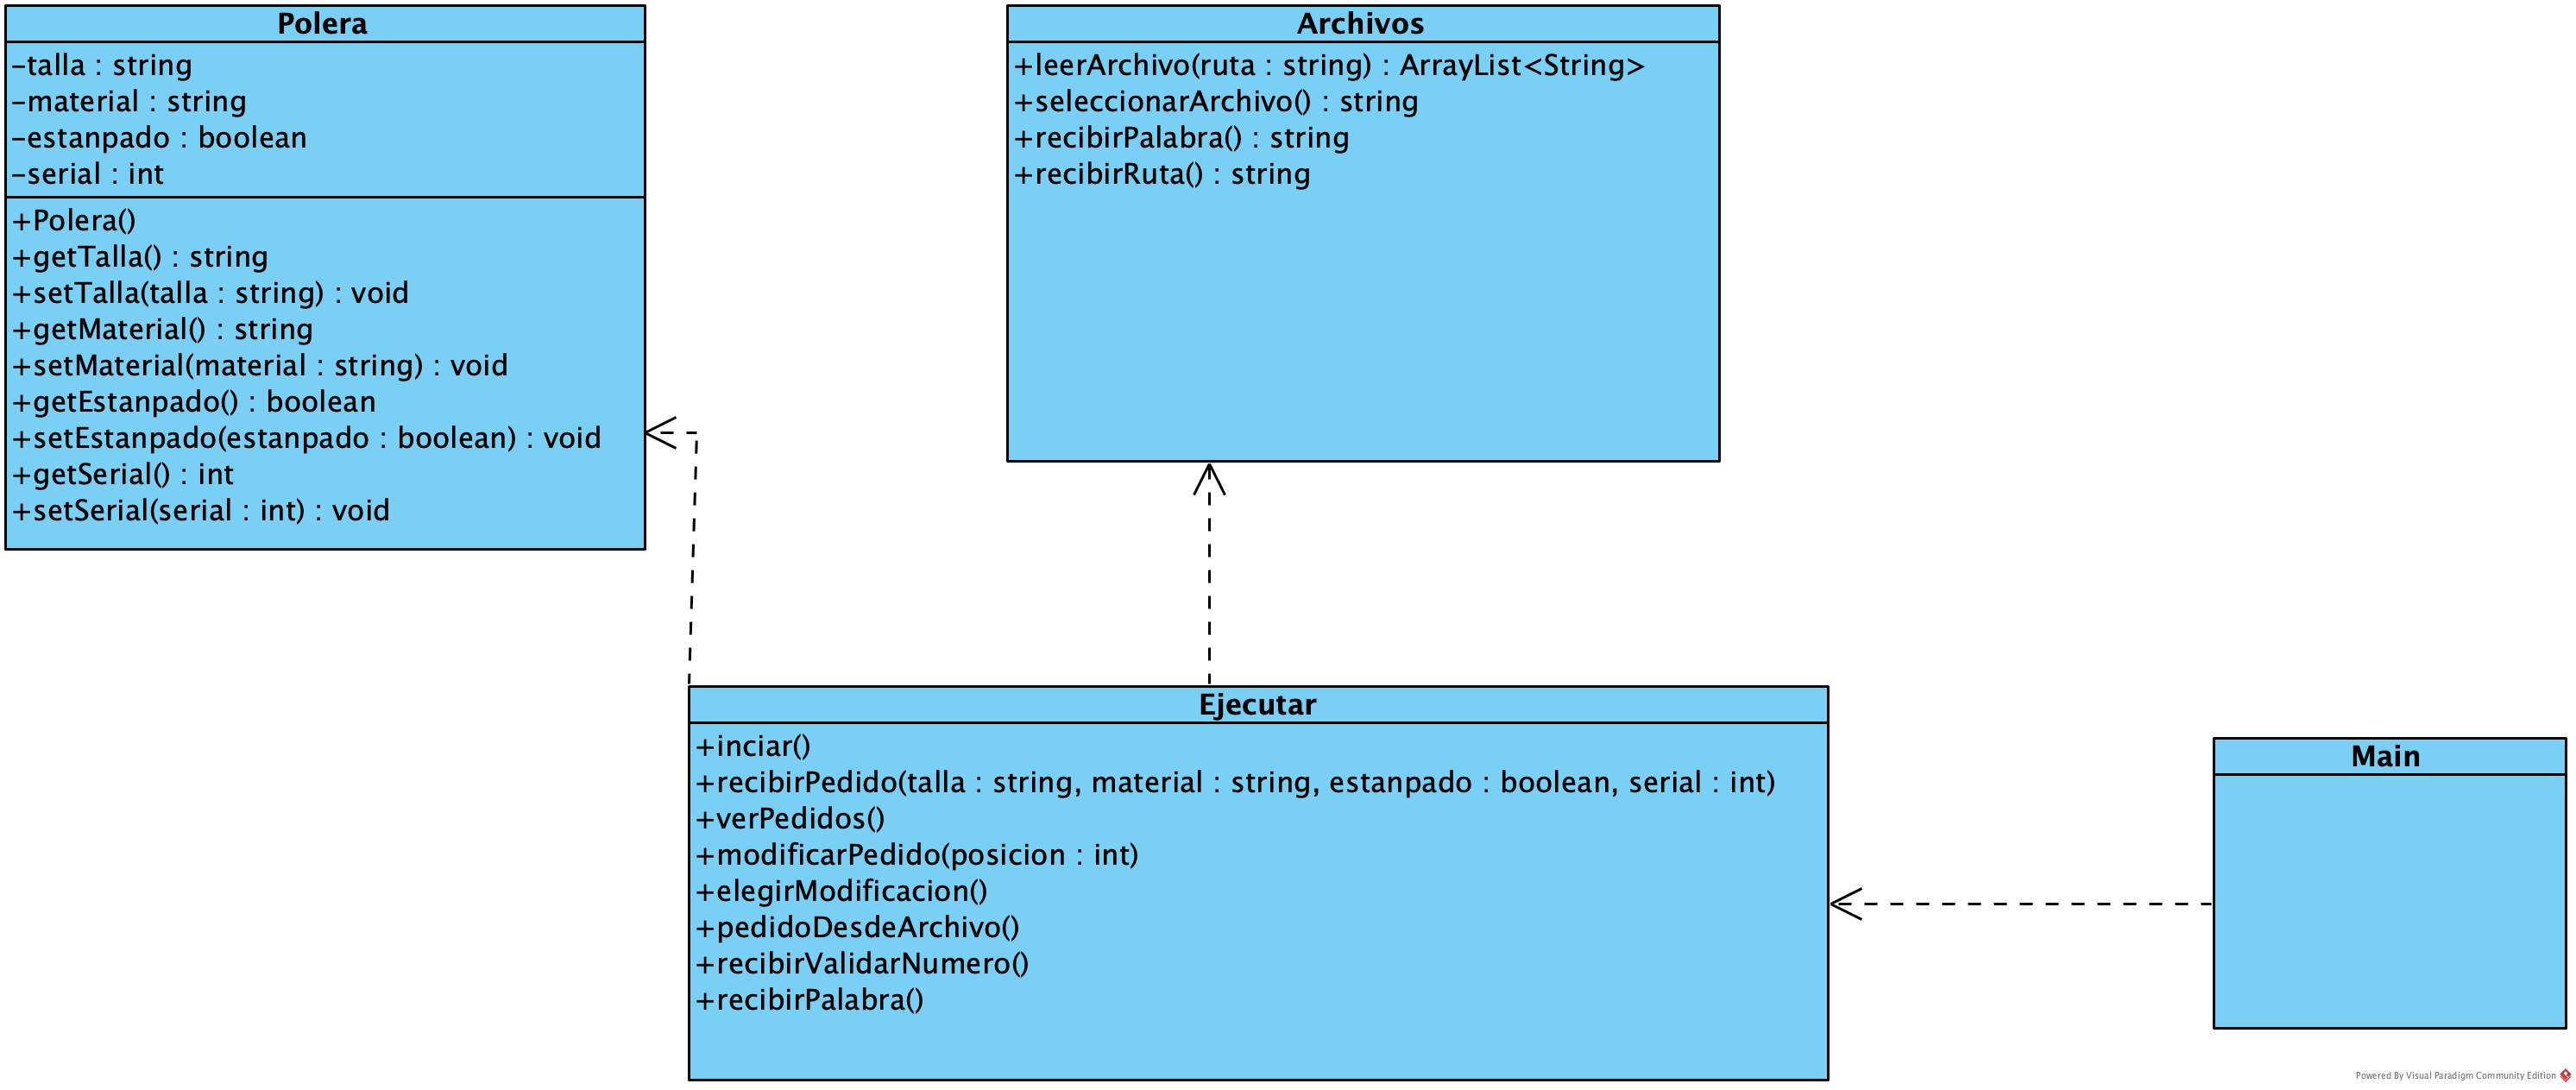 Polera
-talla : string
-material : string
-estanpado : boolean
-serial : int
+Polera()
+getTalla() : string
+setTalla(talla : string) : void
+getMaterial() : string
+setMaterial(material : string) : void
+getEstanpado() : boolean
+setEstanpado(estanpado : boolean) : void
+getSerial() : int
+setSerial(serial : int) : void
Archivos
+leerArchivo(ruta : string) : ArrayList<String>
+seleccionarArchivo() : string
+recibirPalabra() : string
+recibirRuta() : string
Ejecutar
+inciar()
+recibirPedido(talla : string, material : string, estanpado : boolean, serial : int)
+verPedidos()
+modificarPedido(posicion : int)
+elegirModificacion()
+pedidoDesdeArchivo()
+recibirValidarNumero()
+recibirPalabra()
Main
Powered By Visual Paradigm Community Edition